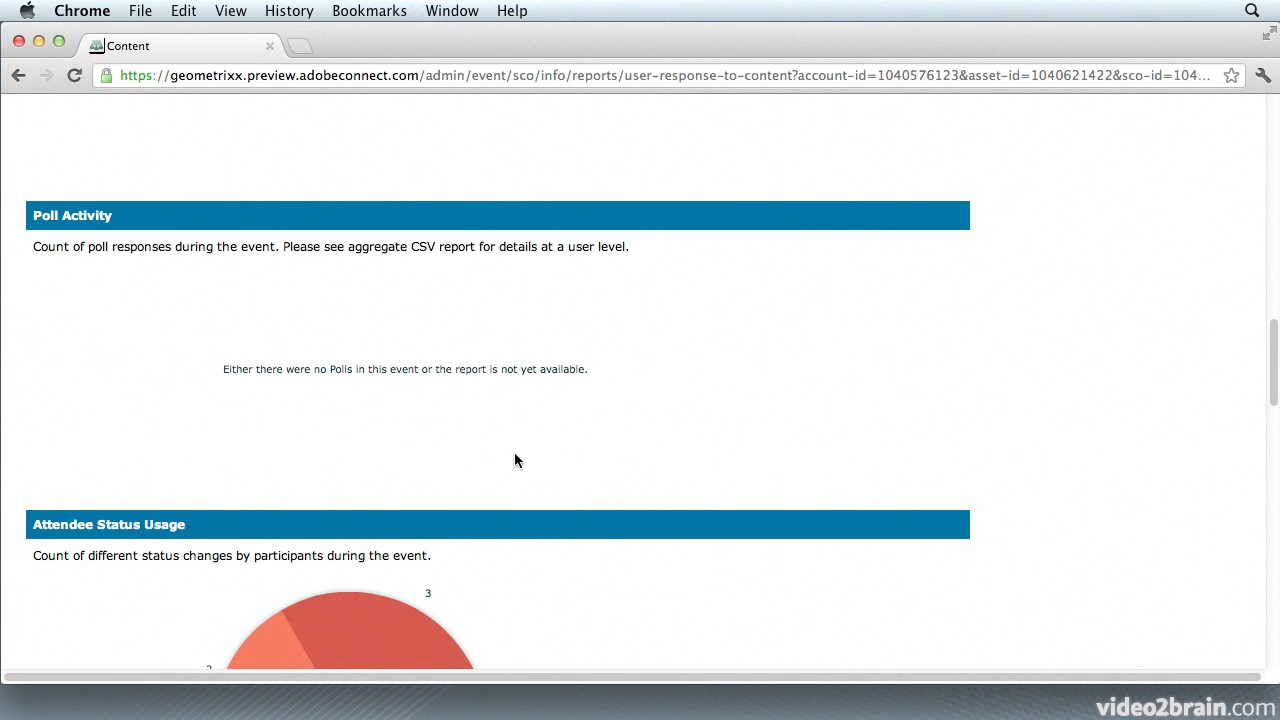 Chrome File Edit View History Bookmarks Window Help
Content
https://geometrixx.preview.adobeconnect.com/admin/event/sco/info/reports/user-response-to-content?account-id=1040576123&asset-id=1040621422&sco-id=104...
Poll Activity
Count of poll responses during the event. Please see aggregate CSV report for details at a user level.
Either there were no Polls in this event or the report is not yet available.
Attendee Status Usage
Count of different status changes by participants during the event.
3
video2brain.com